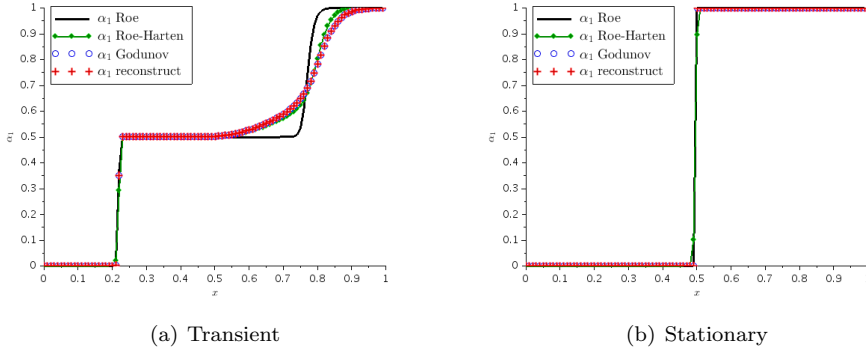 α₁ Roe
α₁ Roe-Harten
α₁ Godunov
α₁ reconstruct
1
0.9
0.8
0.7
0.6
0.5
0.4
0.3
0.2
0.1
0
α₁
0 0.1 0.2 0.3 0.4 0.5 0.6 0.7 0.8 0.9 1
x
(a) Transient
α₁ Roe
α₁ Roe-Harten
α₁ Godunov
α₁ reconstruct
1
0.9
0.8
0.7
0.6
0.5
0.4
0.3
0.2
0.1
0
α₁
0 0.1 0.2 0.3 0.4 0.5 0.6 0.7 0.8 0.9
x
(b) Stationary